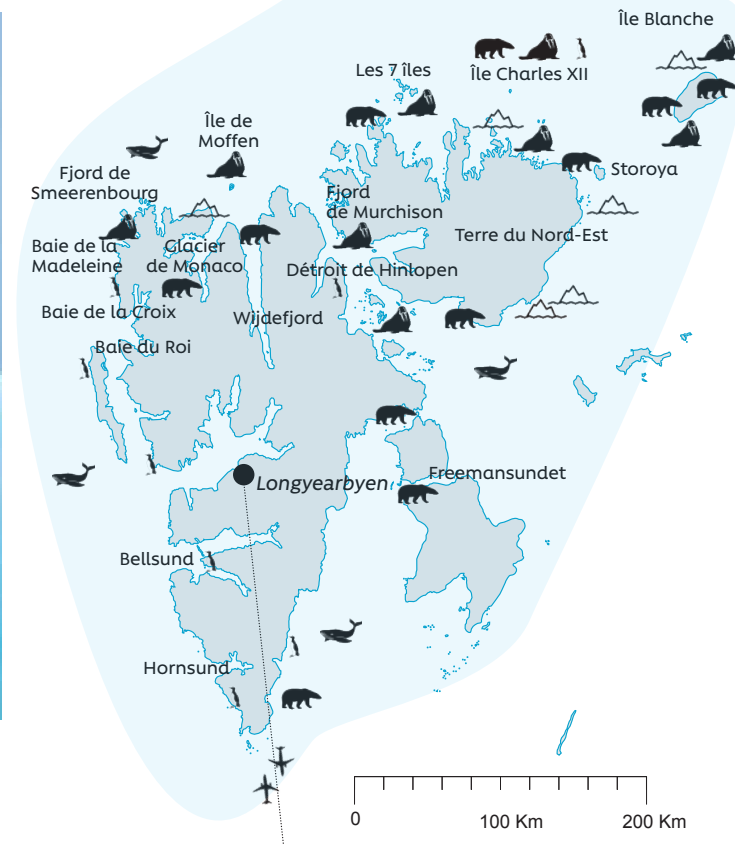 Île Blanche
Les 7 îles
Île Charles XII
Île de
Moffen
Fjord de
Smeerenbourg
Storoya
Fjord
de Murchison
Terre du Nord-Est
Baie de la
Madeleine
Glacier
de Monaco
Détroit de Hinlopen
Baie de la Croix
Wijdefjord
Baie du Roi
Freemansundet
Longyearbyen
Bellsund
Hornsund
0
100 Km
200 Km